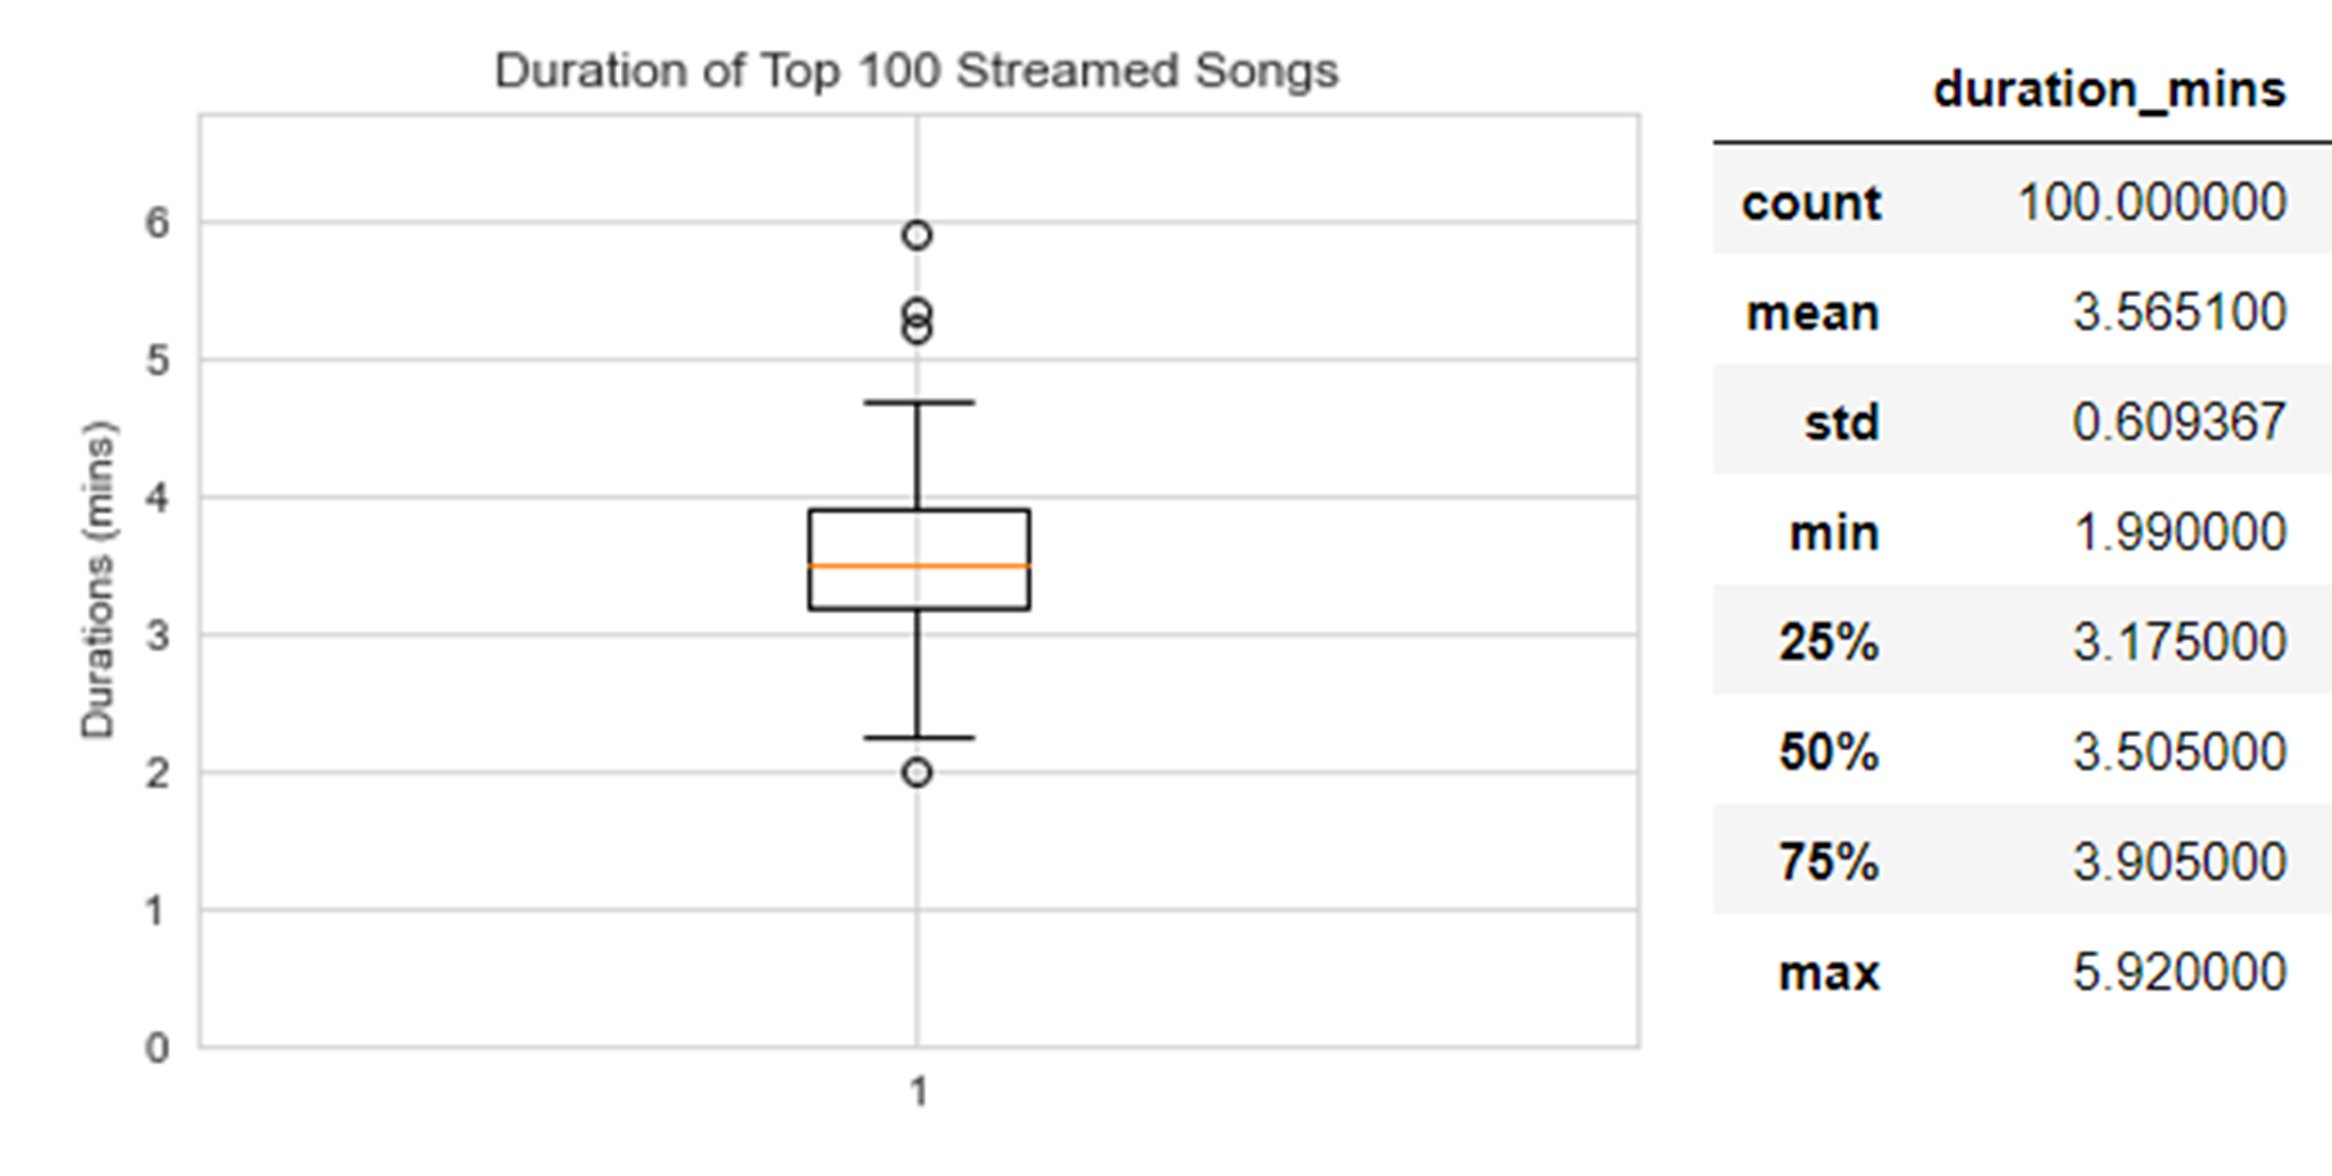 Duration of Top 100 Streamed Songs
Durations (mins)
6
5
4
3
2
1
0
1
duration_mins
count 100.000000
mean 3.565100
std 0.609367
min 1.990000
25% 3.175000
50% 3.505000
75% 3.905000
max 5.920000